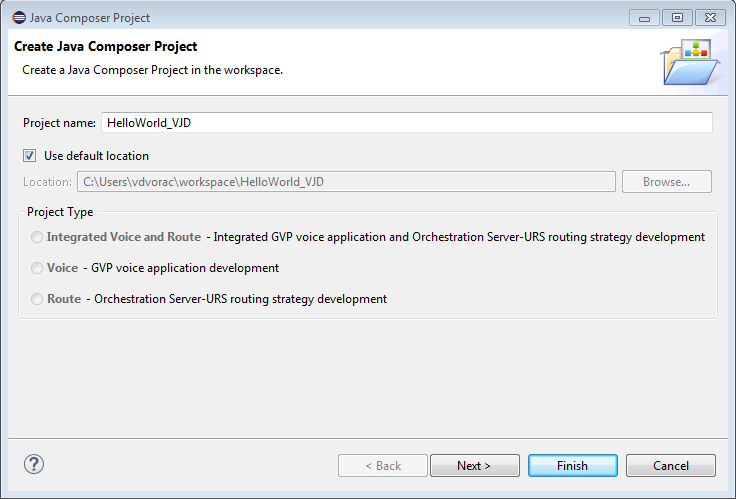 Java Composer Project
Create Java Composer Project
Create a Java Composer Project in the workspace.
Project name: HelloWorld_VJD
Use default location
Location: C:\Users\vdvorac\workspace\HelloWorld_VJD Browse...
Project Type
Integrated Voice and Route - Integrated GVP voice application and Orchestration Server-URS routing strategy development
Voice - GVP voice application development
Route - Orchestration Server-URS routing strategy development
? < Back Next > Finish Cancel